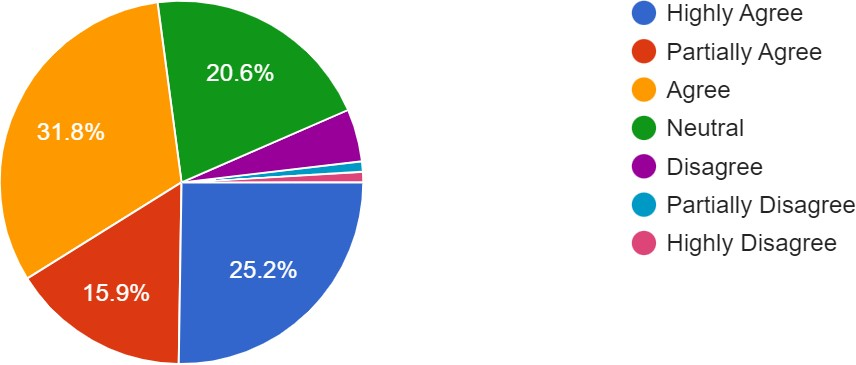 20.6%
31.8%
15.9%
25.2%
Highly Agree
Partially Agree
Agree
Neutral
Disagree
Partially Disagree
Highly Disagree